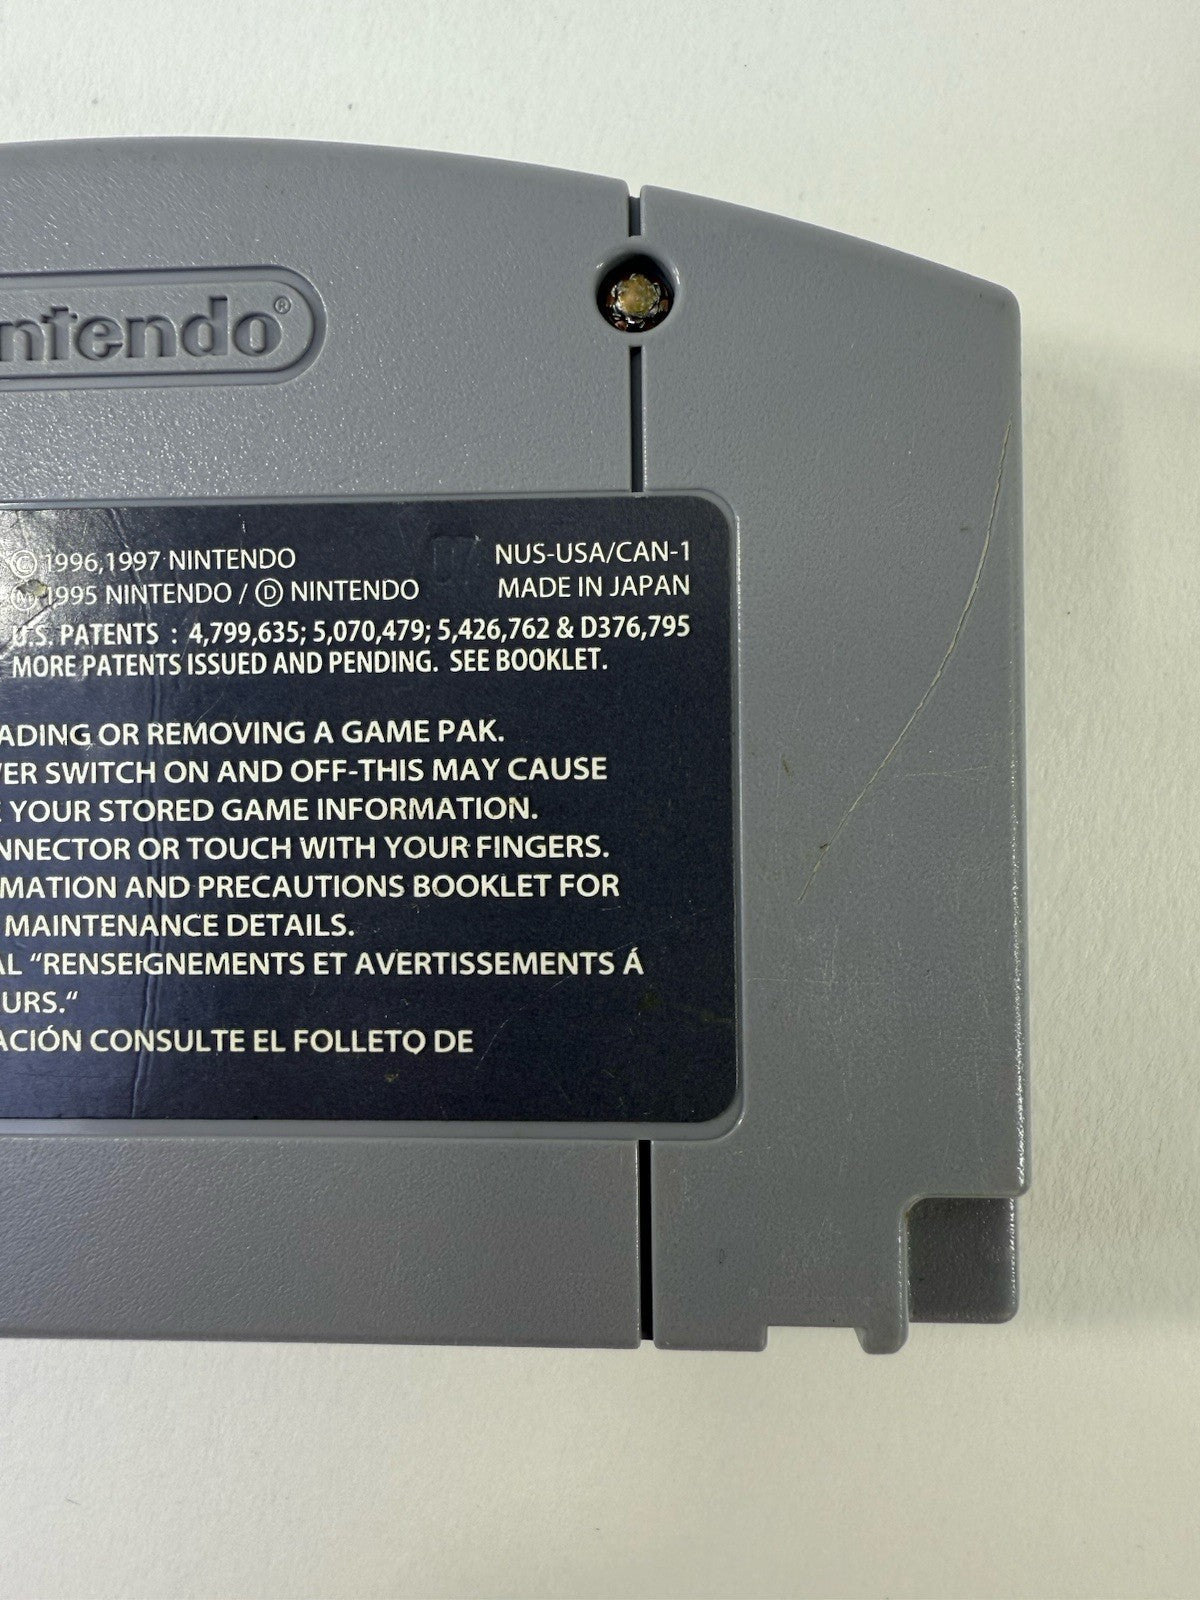 ntendo®
© 1996,1997 NINTENDO NUS-USA/CAN-1
Ⓜ 1995 NINTENDO / Ⓓ NINTENDO MADE IN JAPAN
U.S. PATENTS : 4,799,635; 5,070,479; 5,426,762 & D376,795
MORE PATENTS ISSUED AND PENDING. SEE BOOKLET.
ADING OR REMOVING A GAME PAK.
ER SWITCH ON AND OFF-THIS MAY CAUSE
E YOUR STORED GAME INFORMATION.
NNECTOR OR TOUCH WITH YOUR FINGERS.
RMATION AND PRECAUTIONS BOOKLET FOR
MAINTENANCE DETAILS.
AL “RENSEIGNEMENTS ET AVERTISSEMENTS Á
URS.“
ACIÓN CONSULTE EL FOLLETO DE